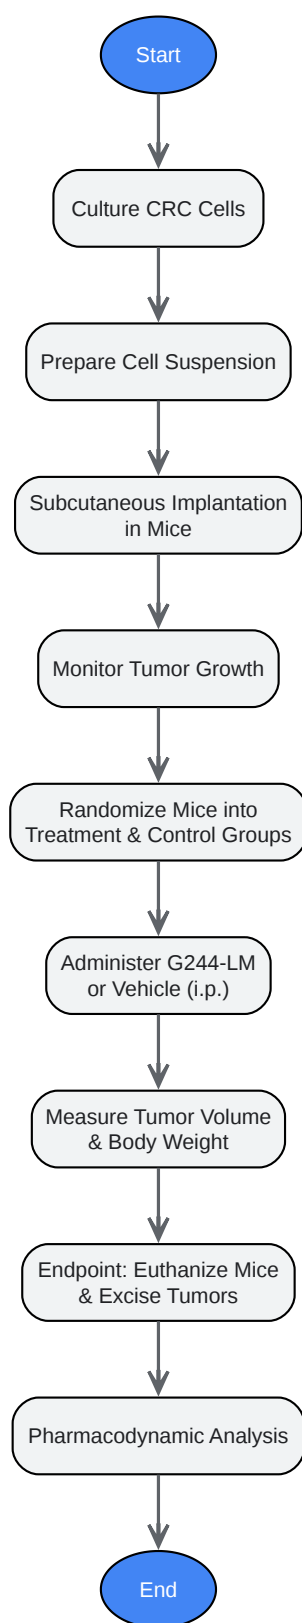 Start
Culture CRC Cells
Prepare Cell Suspension
Subcutaneous Implantation
in Mice
Monitor Tumor Growth
Randomize Mice into
Treatment & Control Groups
Administer G244-LM
or Vehicle (i.p.)
Measure Tumor Volume
& Body Weight
Endpoint: Euthanize Mice
& Excise Tumors
Pharmacodynamic Analysis
End